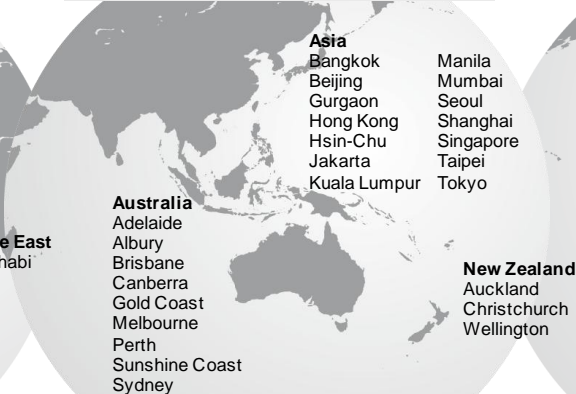 Asia
Bangkok
Beijing
Gurgaon
Hong Kong
Hsin-Chu
Jakarta
Kuala Lumpur
Manila
Mumbai
Seoul
Shanghai
Singapore
Taipei
Tokyo
Australia
Adelaide
Albury
Brisbane
Canberra
Gold Coast
Melbourne
Perth
Sunshine Coast
Sydney
East
New Zealand
Auckland
Christchurch
Wellington